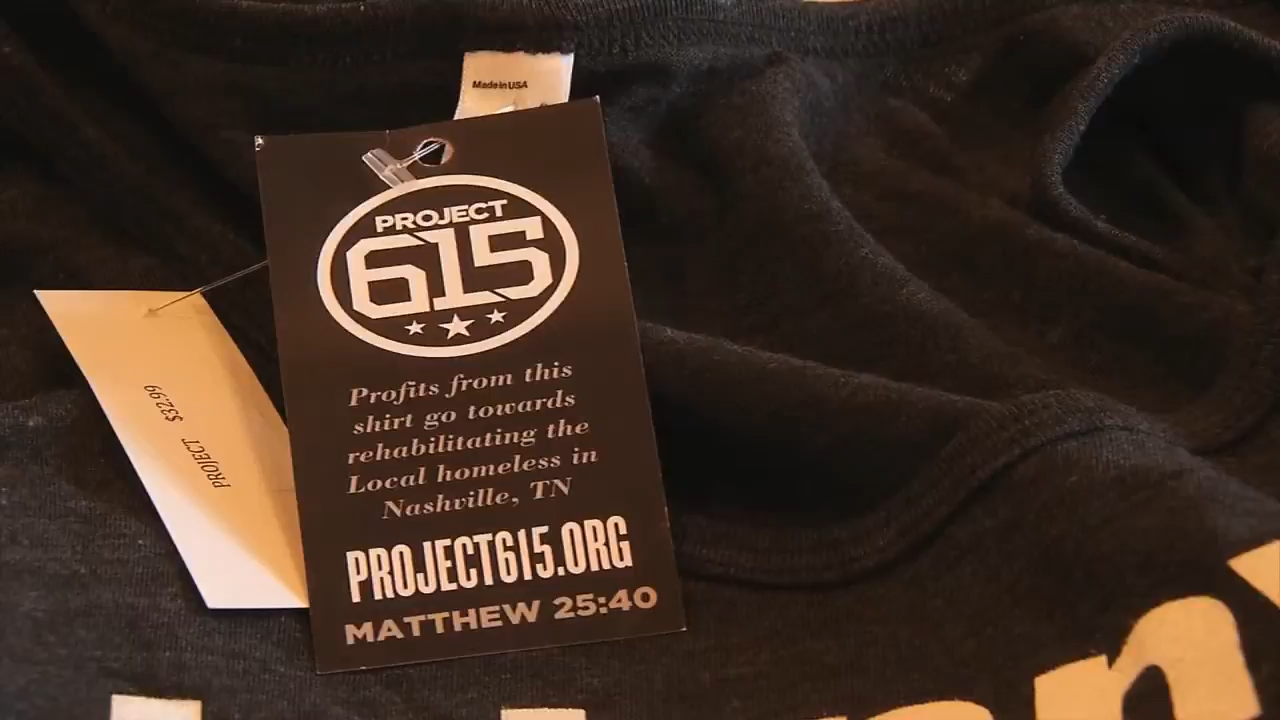 Made in USA
PROJECT
615
Profits from this
shirt go towards
rehabilitating the
Local homeless in
Nashville, TN
PROJECT615.ORG
MATTHEW 25:40
PROJECT $32.99